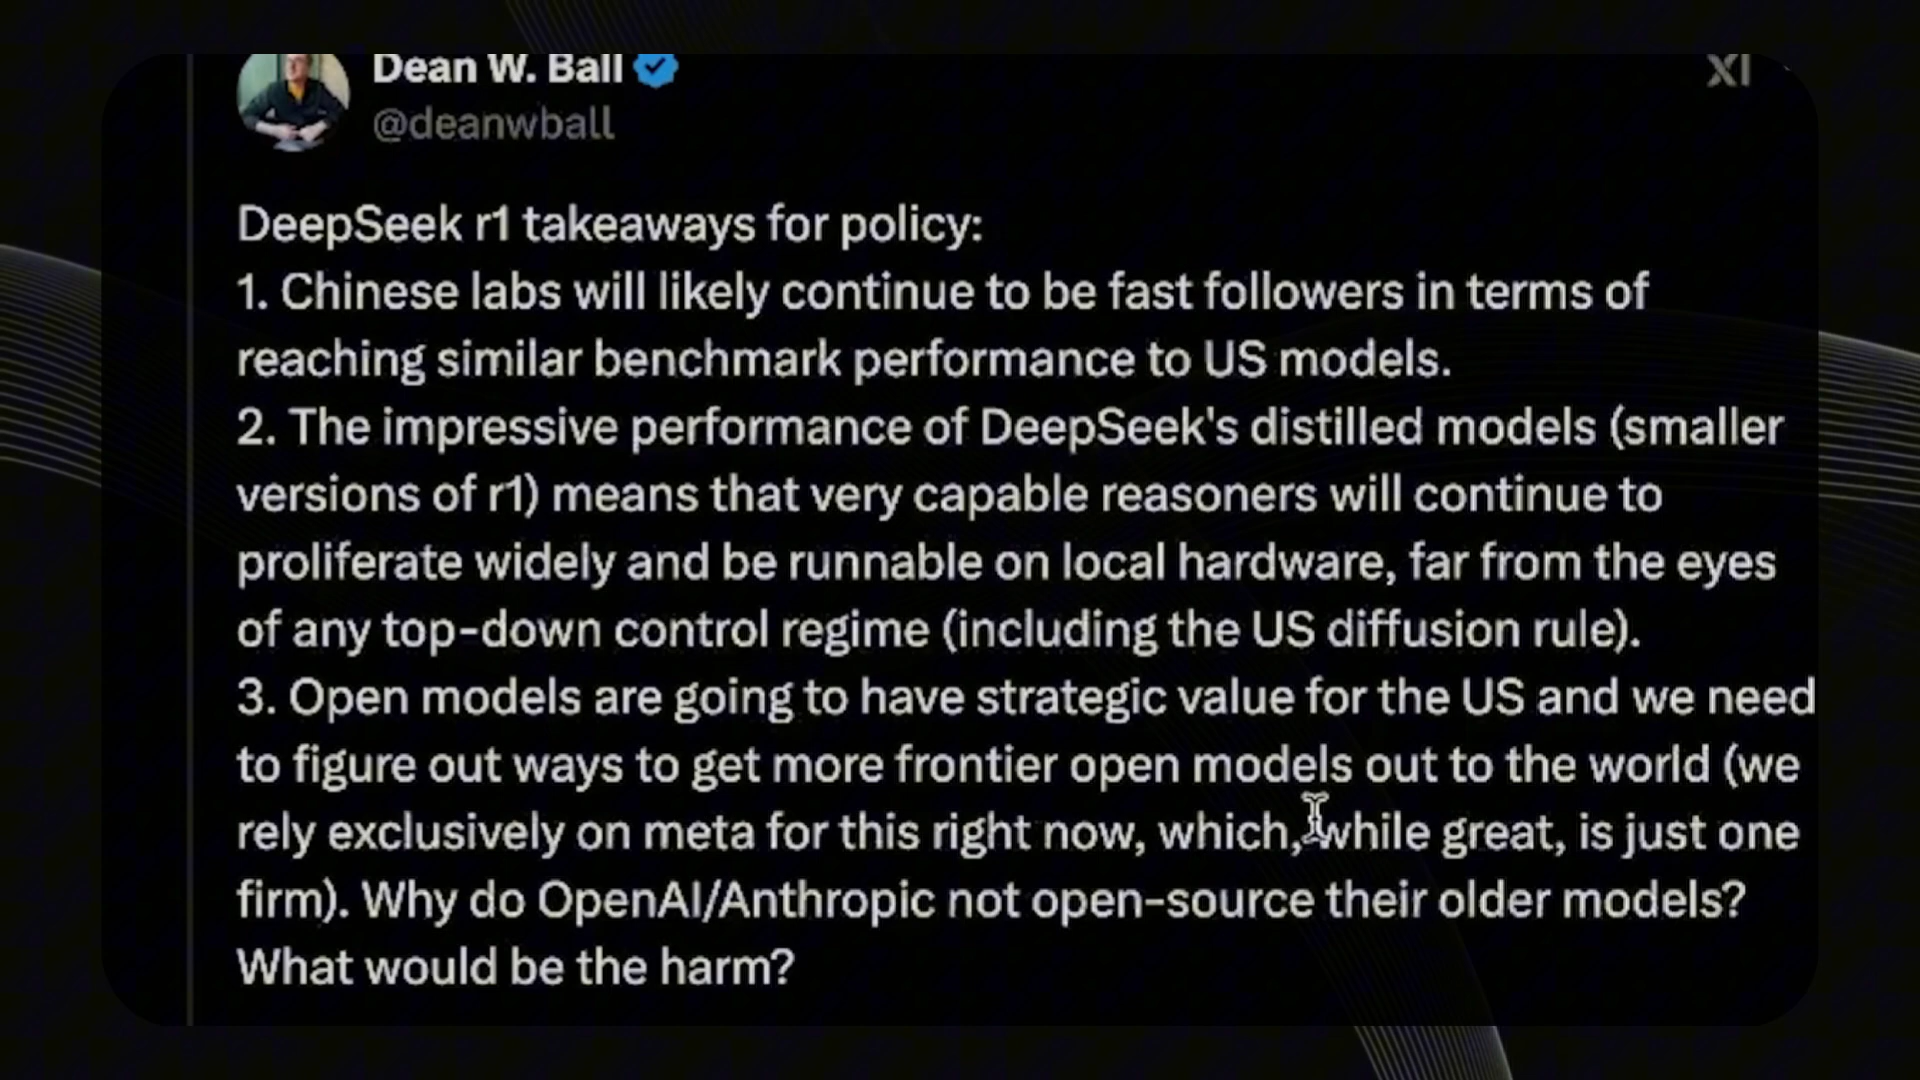 Dean W. Ball
@deanwball
DeepSeek r1 takeaways for policy:
1. Chinese labs will likely continue to be fast followers in terms of
reaching similar benchmark performance to US models.
2. The impressive performance of DeepSeek's distilled models (smaller
versions of r1) means that very capable reasoners will continue to
proliferate widely and be runnable on local hardware, far from the eyes
of any top-down control regime (including the US diffusion rule).
3. Open models are going to have strategic value for the US and we need
to figure out ways to get more frontier open models out to the world (we
rely exclusively on meta for this right now, which, while great, is just one
firm). Why do OpenAI/Anthropic not open-source their older models?
What would be the harm?